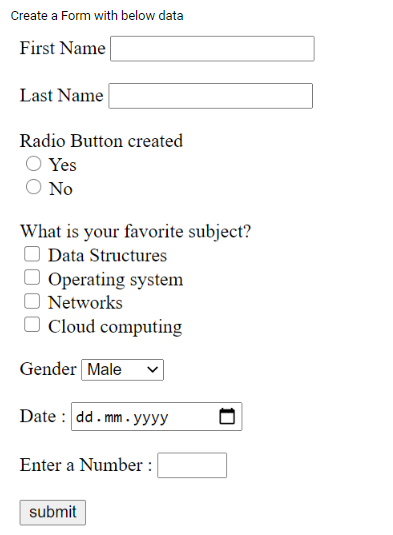 Create a Form with below data
First Name
Last Name
Radio Button created
Yes
No
What is your favorite subject?
Data Structures
Operating system
Networks
Cloud computing
Gender Male
Date : dd.mm.yyyy
Enter a Number :
submit